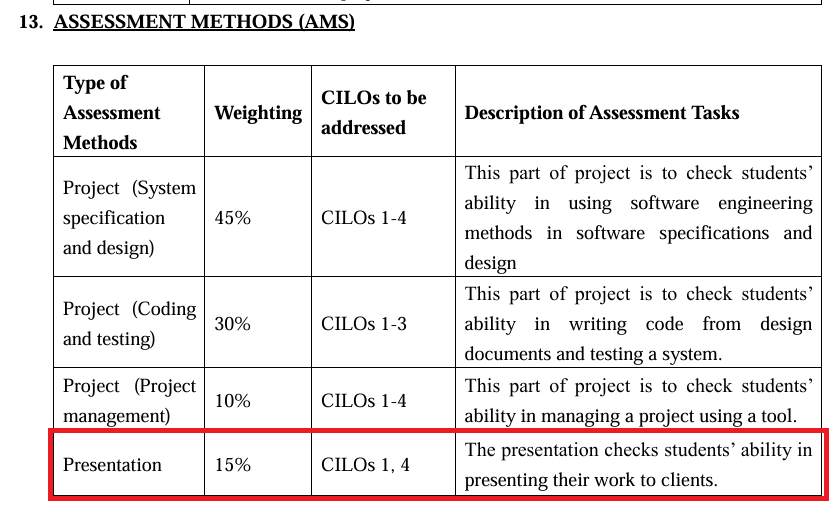 13. ASSESSMENT METHODS (AMS)
Type of
Assessment
Methods
Weighting
CILOs to be
addressed
Description of Assessment Tasks
Project (System
specification
and design)
45%
CILOs 1-4
This part of project is to check students’
ability in using software engineering
methods in software specifications and
design
Project (Coding
and testing)
30%
CILOs 1-3
This part of project is to check students’
ability in writing code from design
documents and testing a system.
Project (Project
management)
10%
CILOs 1-4
This part of project is to check students’
ability in managing a project using a tool.
Presentation
15%
CILOs 1, 4
The presentation checks students’ ability in
presenting their work to clients.